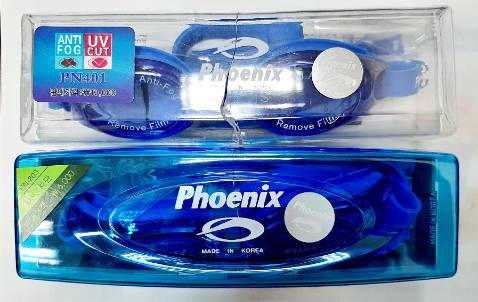 ANTI FOG
UV CUT
PN401
Phoenix
Anti-Fog
Remove Film
Remove Film
Phoenix
MADE IN KOREA
MADE IN KOREA